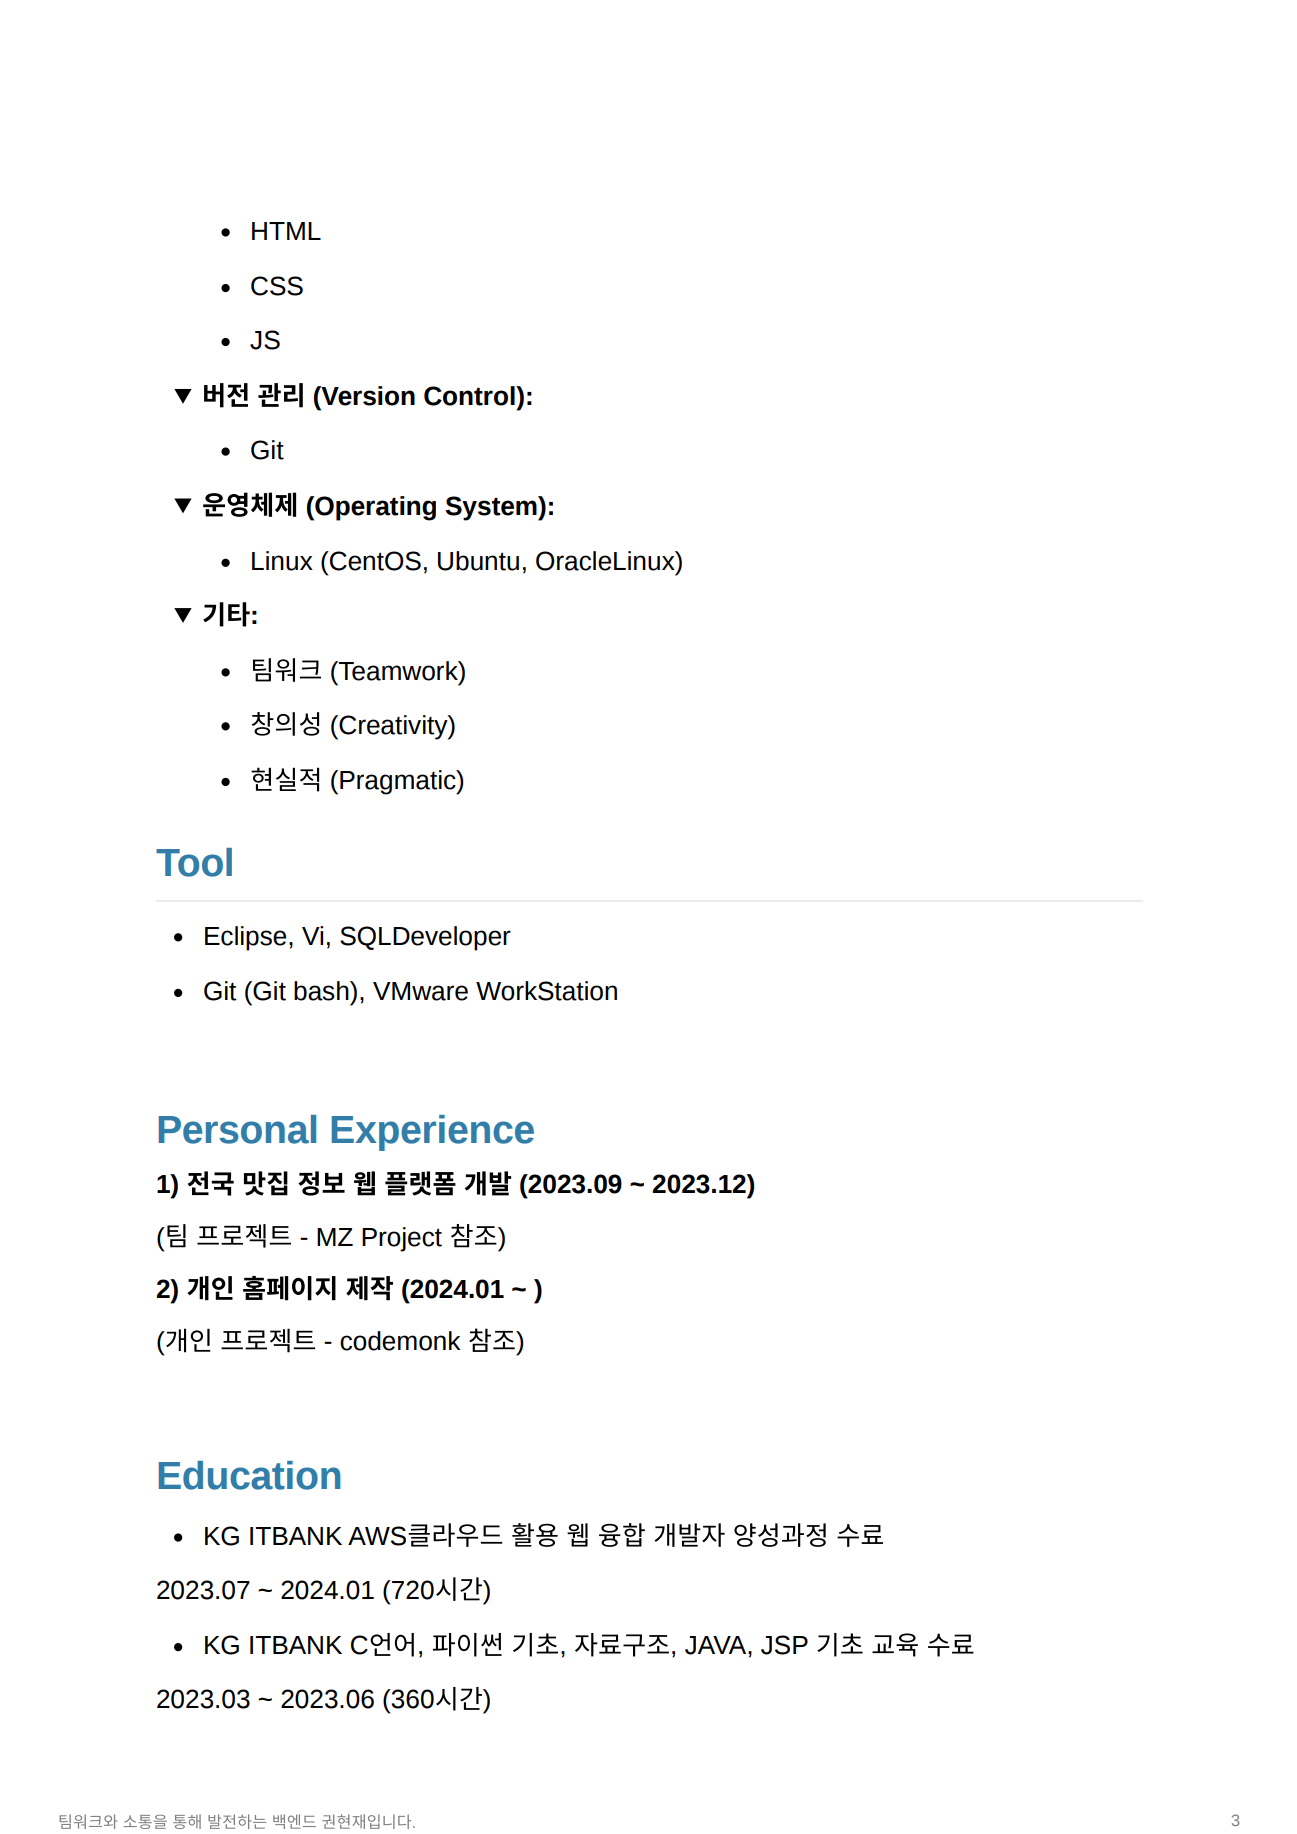 • HTML
• CSS
• JS
▼ 버전 관리 (Version Control):
• Git
▼ 운영체제 (Operating System):
• Linux (CentOS, Ubuntu, OracleLinux)
▼ 기타:
• 팀워크 (Teamwork)
• 창의성 (Creativity)
• 현실적 (Pragmatic)
Tool
• Eclipse, Vi, SQLDeveloper
• Git (Git bash), VMware WorkStation
Personal Experience
1) 전국 맛집 정보 웹 플랫폼 개발 (2023.09 ~ 2023.12)
(팀 프로젝트 - MZ Project 참조)
2) 개인 홈페이지 제작 (2024.01 ~ )
(개인 프로젝트 - codemonk 참조)
Education
• KG ITBANK AWS클라우드 활용 웹 융합 개발자 양성과정 수료
2023.07 ~ 2024.01 (720시간)
• KG ITBANK C언어, 파이썬 기초, 자료구조, JAVA, JSP 기초 교육 수료
2023.03 ~ 2023.06 (360시간)
팀워크와 소통을 통해 발전하는 백엔드 권현재입니다. 3